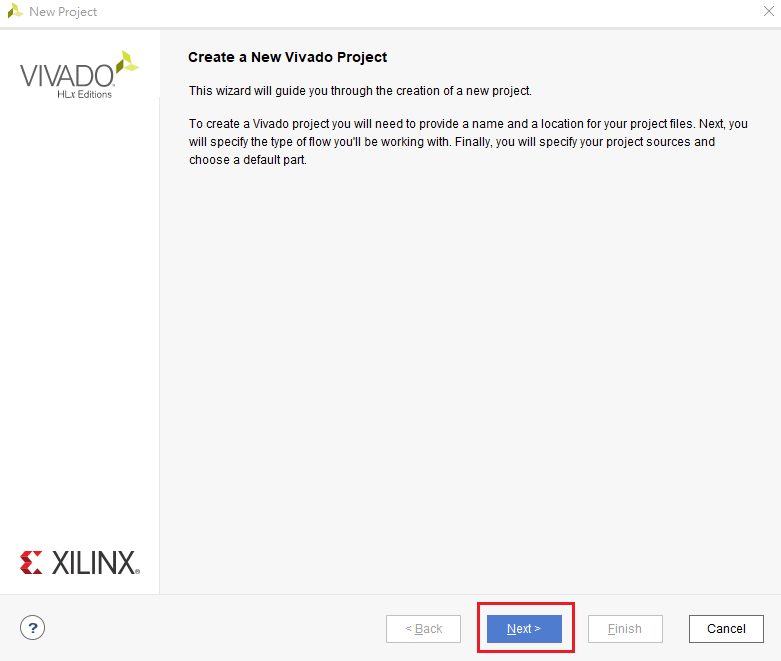 New Project
VIVADO
HLx Editions
Create a New Vivado Project
This wizard will guide you through the creation of a new project.
To create a Vivado project you will need to provide a name and a location for your project files. Next, you
will specify the type of flow you'll be working with. Finally, you will specify your project sources and
choose a default part.
XILINX®
?
< Back
Next >
Finish
Cancel